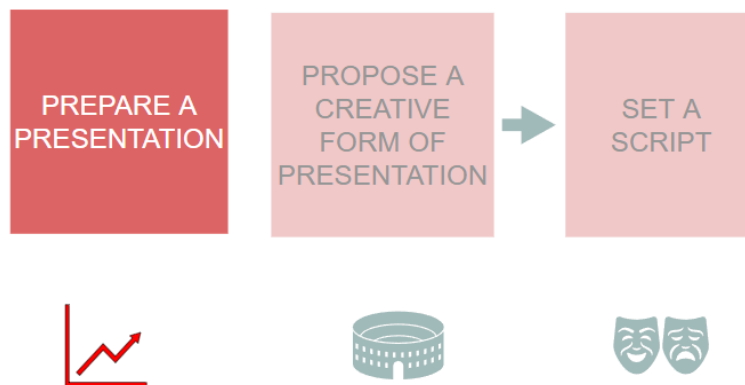 PREPARE A
PRESENTATION
PROPOSE A
CREATIVE
FORM OF
PRESENTATION
SET A
SCRIPT